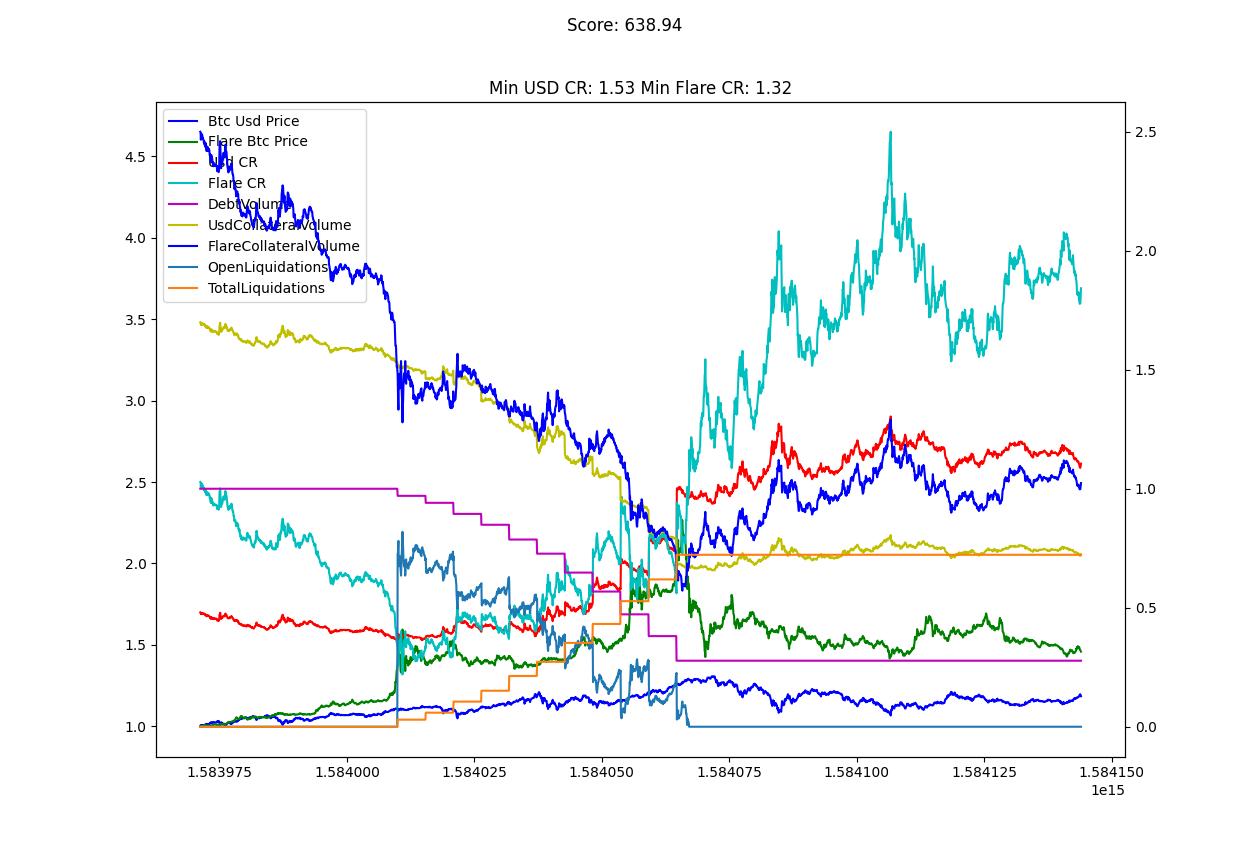 Score: 638.94
Min USD CR: 1.53 Min Flare CR: 1.32
Btc Usd Price
Flare Btc Price
Usd CR
Flare CR
DebtVolume
UsdCollateralVolume
FlareCollateralVolume
OpenLiquidations
TotalLiquidations
4.5
4.0
3.5
3.0
2.5
2.0
1.5
1.0
2.5
2.0
1.5
1.0
0.5
0.0
1.583975 1.584000 1.584025 1.584050 1.584075 1.584100 1.584125 1.584150
1e15